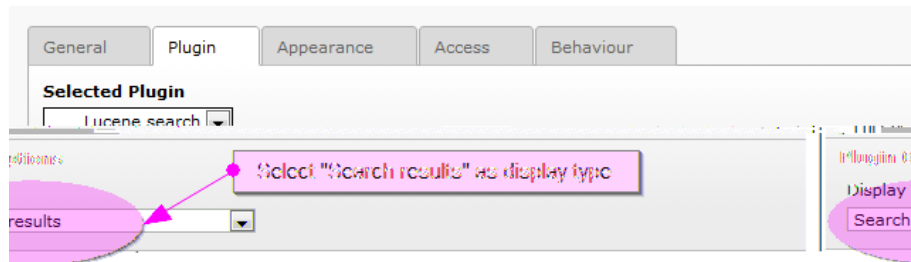 General Plugin Appearance Access Behaviour
Selected Plugin
Lucene search
Select "Search results" as display type
Display
results
Search